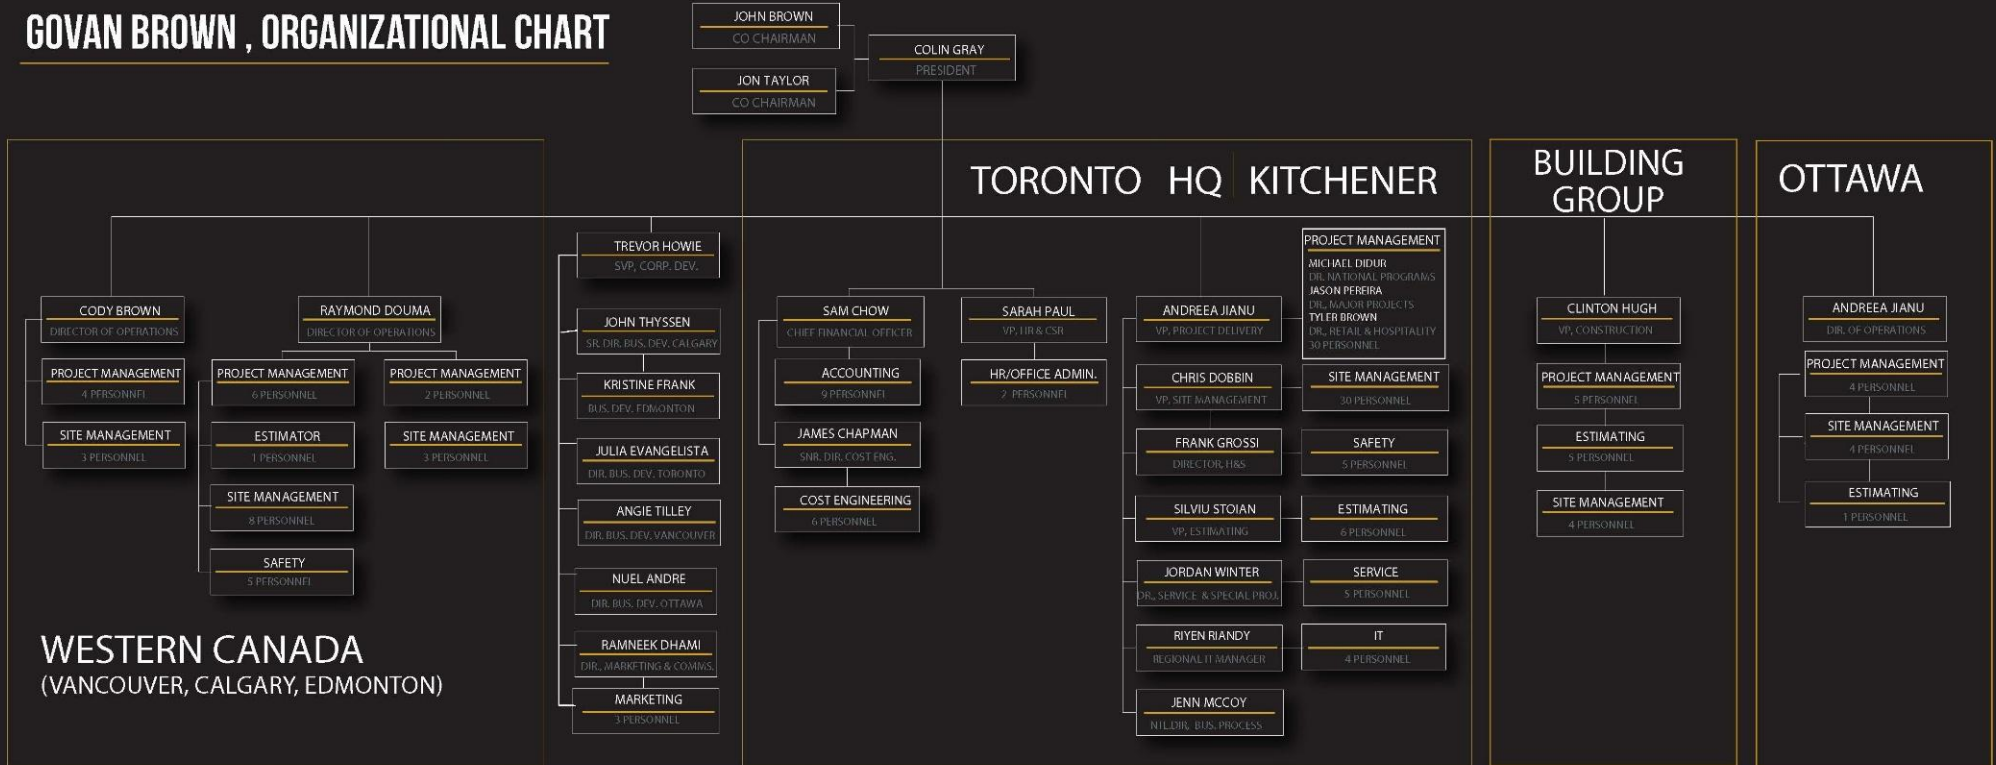 GOVAN BROWN , ORGANIZATIONAL CHART
JOHN BROWN
CO CHAIRMAN
JON TAYLOR
CO CHAIRMAN
COLIN GRAY
PRESIDENT
WESTERN CANADA
(VANCOUVER, CALGARY, EDMONTON)
CODY BROWN
DIRECTOR OF OPERATIONS
PROJECT MANAGEMENT
4 PERSONNEL
SITE MANAGEMENT
3 PERSONNEL
RAYMOND DOUMA
DIRECTOR OF OPERATIONS
PROJECT MANAGEMENT
6 PERSONNEL
ESTIMATOR
1 PERSONNEL
SITE MANAGEMENT
8 PERSONNEL
SAFETY
5 PERSONNEL
PROJECT MANAGEMENT
2 PERSONNEL
SITE MANAGEMENT
3 PERSONNEL
TREVOR HOWIE
SVP, CORP. DEV.
JOHN THYSSEN
SR. DIR. BUS. DEV. CALGARY
KRISTINE FRANK
BUS. DEV. EDMONTON
JULIA EVANGELISTA
DIR. BUS. DEV. TORONTO
ANGIE TILLEY
DIR. BUS. DEV. VANCOUVER
NUEL ANDRE
DIR. BUS. DEV. OTTAWA
RAMNEEK DHAMI
DIR., MARKETING & COMMS.
MARKETING
3 PERSONNEL
TORONTO HQ KITCHENER
SAM CHOW
CHIEF FINANCIAL OFFICER
ACCOUNTING
9 PERSONNEL
JAMES CHAPMAN
SNR. DIR. COST ENG.
COST ENGINEERING
6 PERSONNEL
SARAH PAUL
VP, HR & CSR
HR/OFFICE ADMIN.
2 PERSONNEL
ANDREEA JIANU
VP, PROJECT DELIVERY
PROJECT MANAGEMENT
MICHAEL DIDUR
DR. NATIONAL PROGRAMS
JASON PEREIRA
DR., MAJOR PROJECTS
TYLER BROWN
DR., RETAIL & HOSPITALITY
30 PERSONNEL
CHRIS DOBBIN
VP, SITE MANAGEMENT
SITE MANAGEMENT
30 PERSONNEL
FRANK GROSSI
DIRECTOR, H&S
SAFETY
5 PERSONNEL
SILVIU STOIAN
VP, ESTIMATING
ESTIMATING
6 PERSONNEL
JORDAN WINTER
DR., SERVICE & SPECIAL PROJ.
SERVICE
5 PERSONNEL
RIYEN RIANDY
REGIONAL IT MANAGER
IT
4 PERSONNEL
JENN MCCOY
NTL.DIR, BUS. PROCESS
BUILDING
GROUP
CLINTON HUGH
VP, CONSTRUCTION
PROJECT MANAGEMENT
5 PERSONNEL
ESTIMATING
5 PERSONNEL
SITE MANAGEMENT
4 PERSONNEL
OTTAWA
ANDREEA JIANU
DIR. OF OPERATIONS
PROJECT MANAGEMENT
4 PERSONNEL
SITE MANAGEMENT
4 PERSONNEL
ESTIMATING
1 PERSONNEL